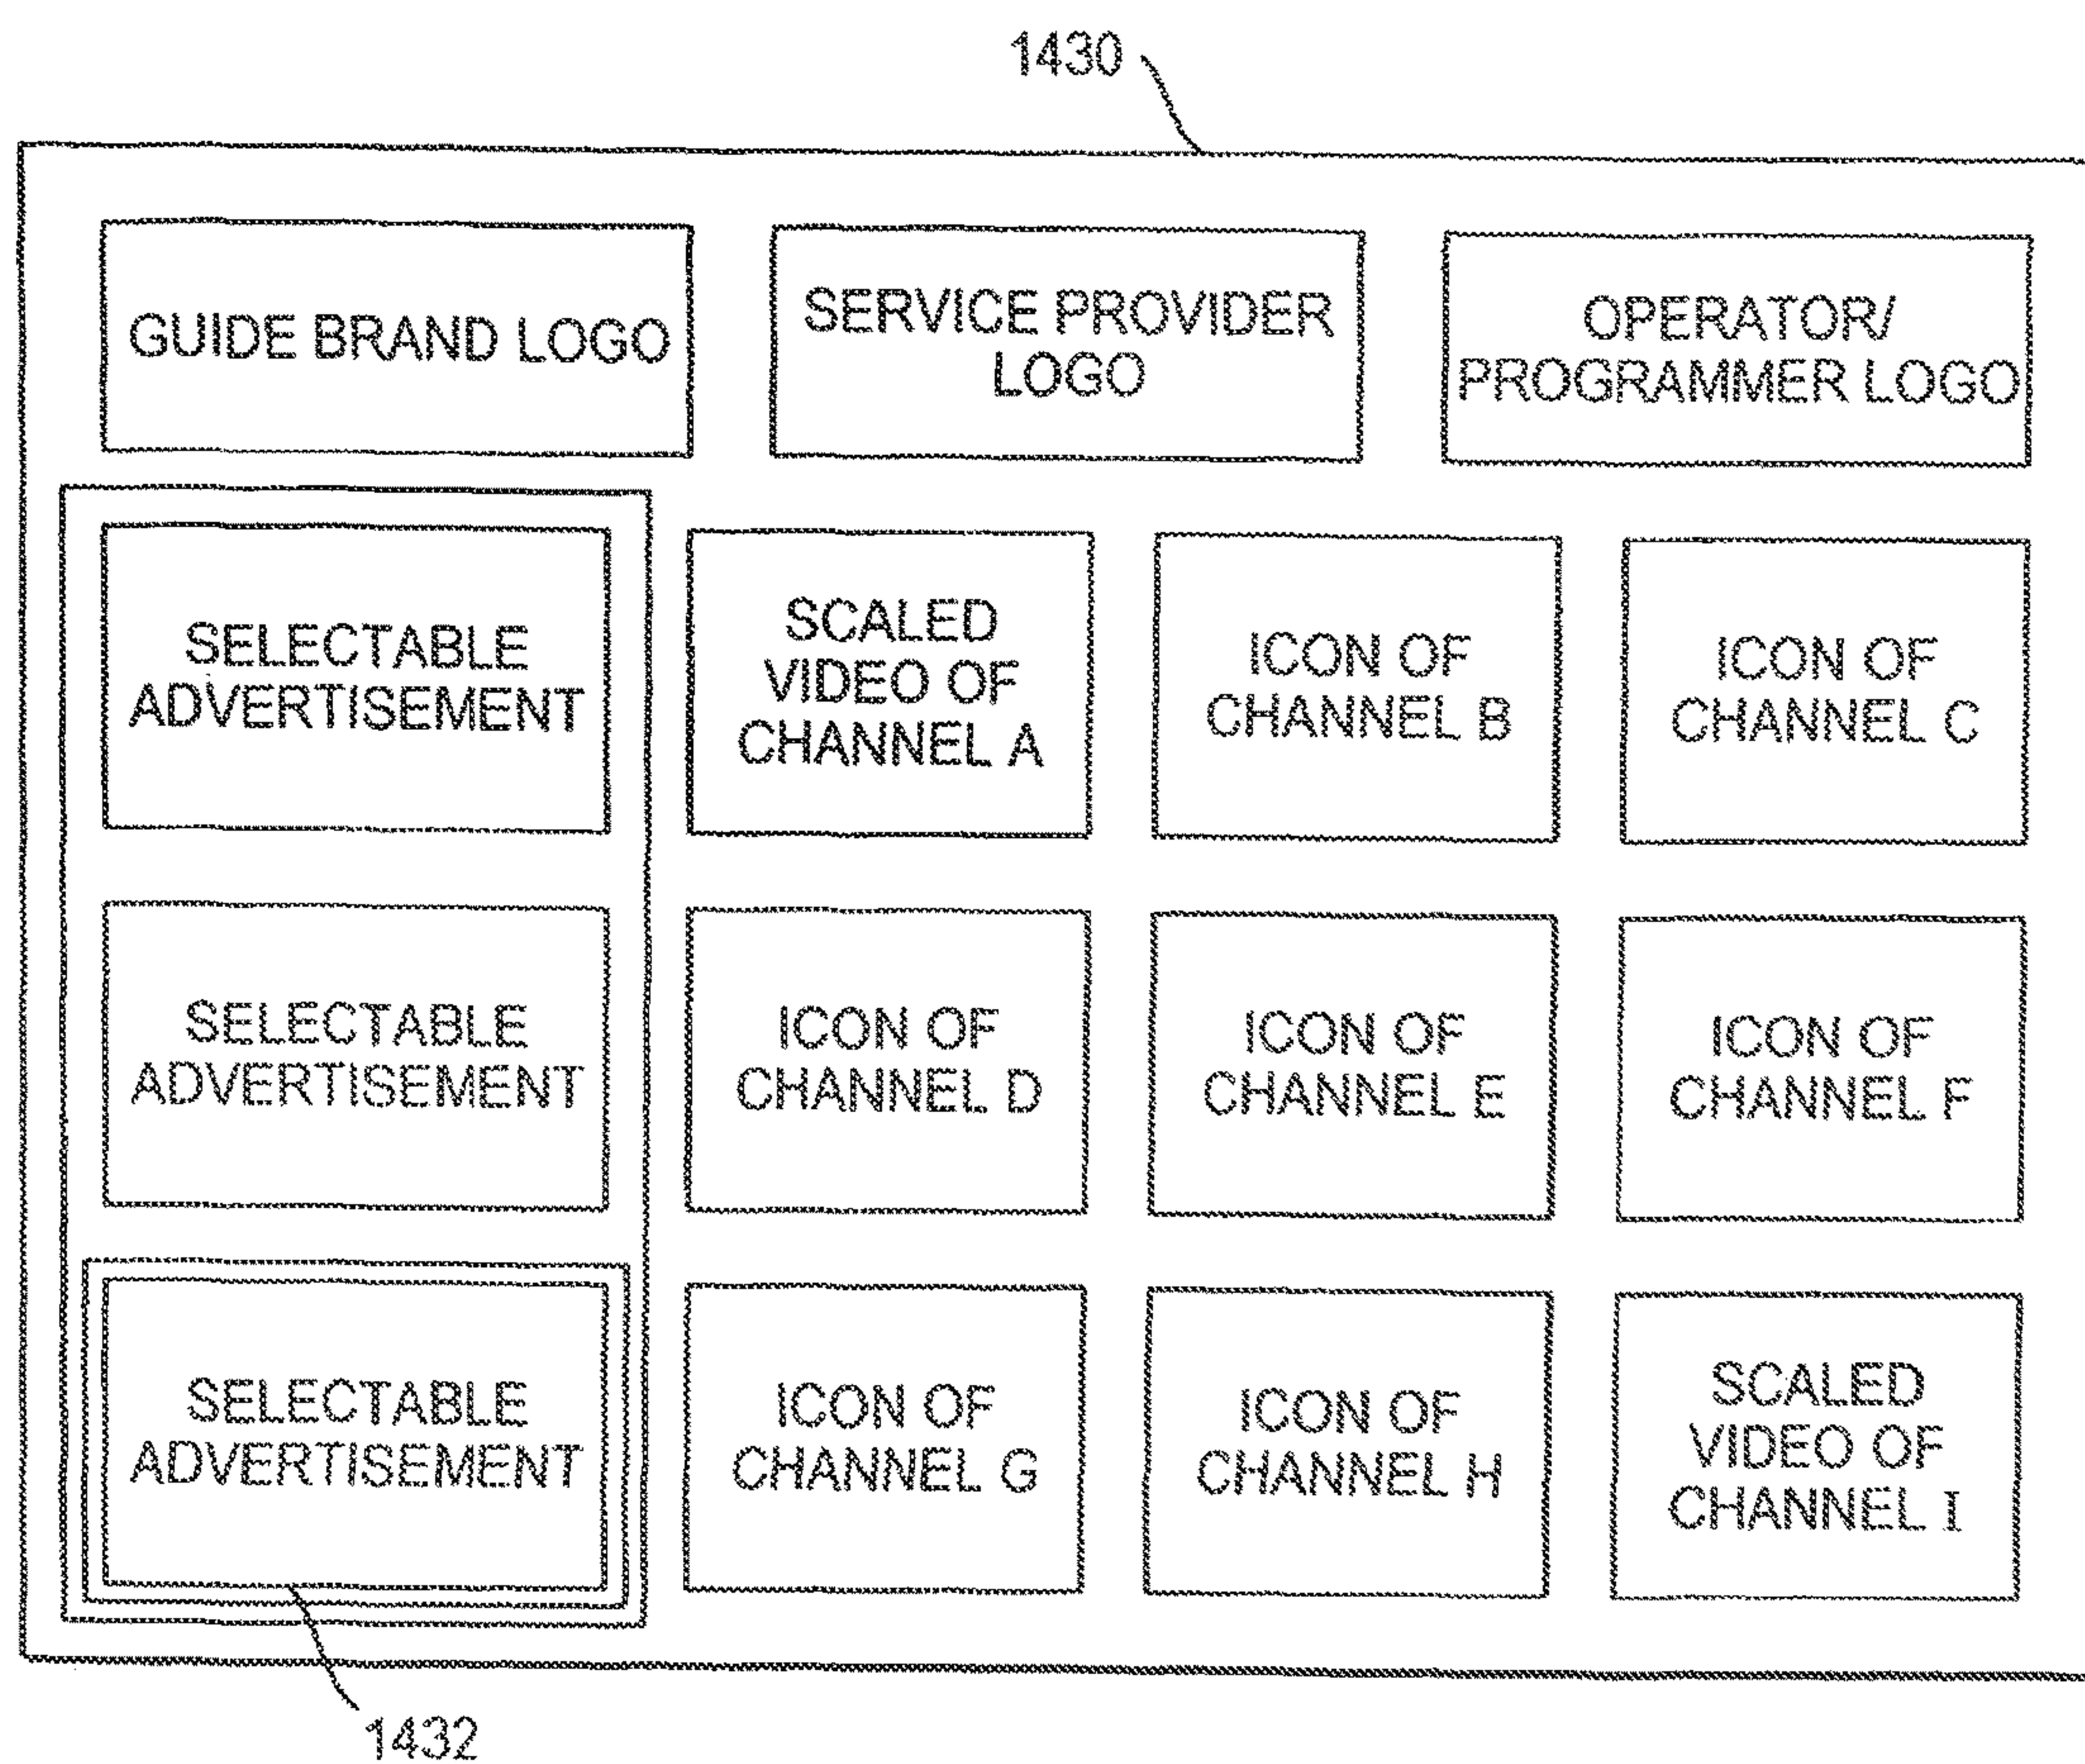 1430
GUIDE BRAND LOGO
SERVICE PROVIDER
LOGO
OPERATOR/
PROGRAMMER LOGO
SELECTABLE
ADVERTISEMENT
SCALED
VIDEO OF
CHANNEL A
ICON OF
CHANNEL B
ICON OF
CHANNEL C
SELECTABLE
ADVERTISEMENT
ICON OF
CHANNEL D
ICON OF
CHANNEL E
ICON OF
CHANNEL F
SELECTABLE
ADVERTISEMENT
ICON OF
CHANNEL G
ICON OF
CHANNEL H
SCALED
VIDEO OF
CHANNEL I
1432